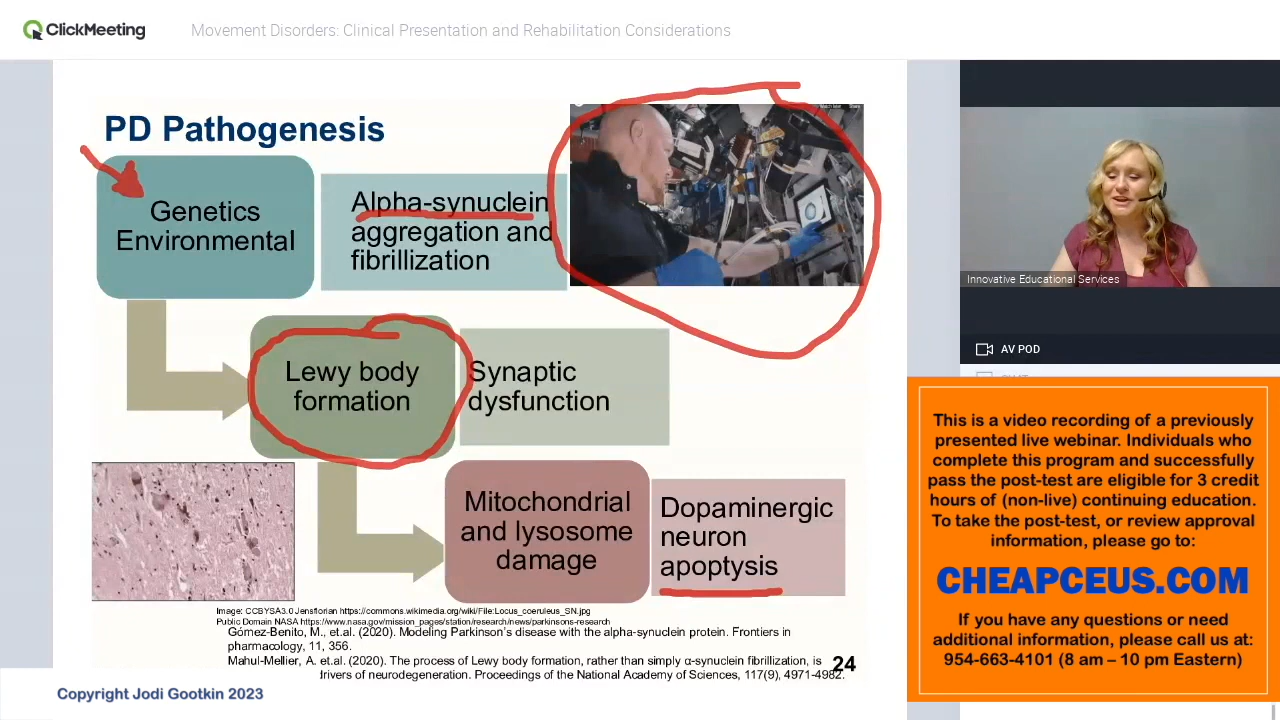 ClickMeeting
Movement Disorders: Clinical Presentation and Rehabilitation Considerations
PD Pathogenesis
Genetics
Environmental
Alpha-synuclein
aggregation and
fibrillization
Lewy body
formation
Synaptic
dysfunction
Mitochondrial
and lysosome
damage
Dopaminergic
neuron
apoptysis
Image: CCBYSA3.0 Jensflorian https://commons.wikimedia.org/wiki/File:Locus_coeruleus_SN.jpg
Public Domain NASA https://www.nasa.gov/mission_pages/station/research/news/parkinsons-research
Gómez-Benito, M., et.al. (2020). Modeling Parkinson's disease with the alpha-synuclein protein. Frontiers in
pharmacology, 11, 356.
Mahul-Mellier, A. et.al. (2020). The process of Lewy body formation, rather than simply α-synuclein fibrillization, is
drivers of neurodegeneration. Proceedings of the National Academy of Sciences, 117(9), 4971-4982.
24
Copyright Jodi Gootkin 2023
Innovative Educational Services
AV POD
This is a video recording of a previously
presented live webinar. Individuals who
complete this program and successfully
pass the post-test are eligible for 3 credit
hours of (non-live) continuing education.
To take the post-test, or review approval
information, please go to:
CHEAPCEUS.COM
If you have any questions or need
additional information, please call us at:
954-663-4101 (8 am – 10 pm Eastern)